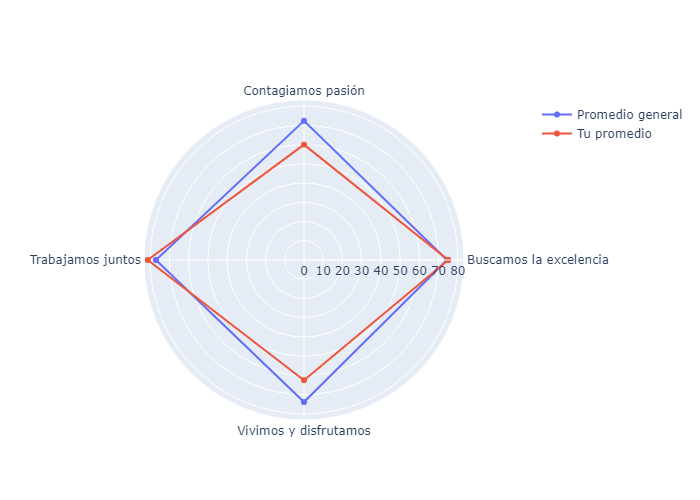 Contagiamos pasión
Promedio general
Tu promedio
Trabajamos juntos
Buscamos la excelencia
0 10 20 30 40 50 60 70 80
Vivimos y disfrutamos